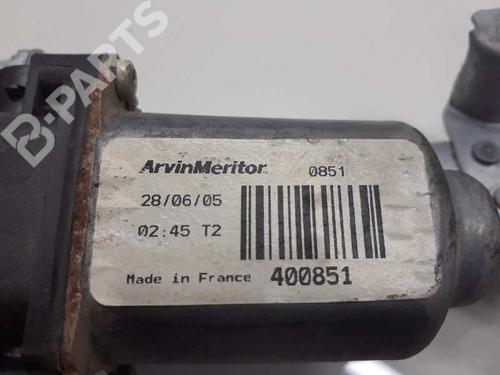 B-PARTS
ArvinMeritor 0851
28/06/05
02:45 T2
Made in France 400851